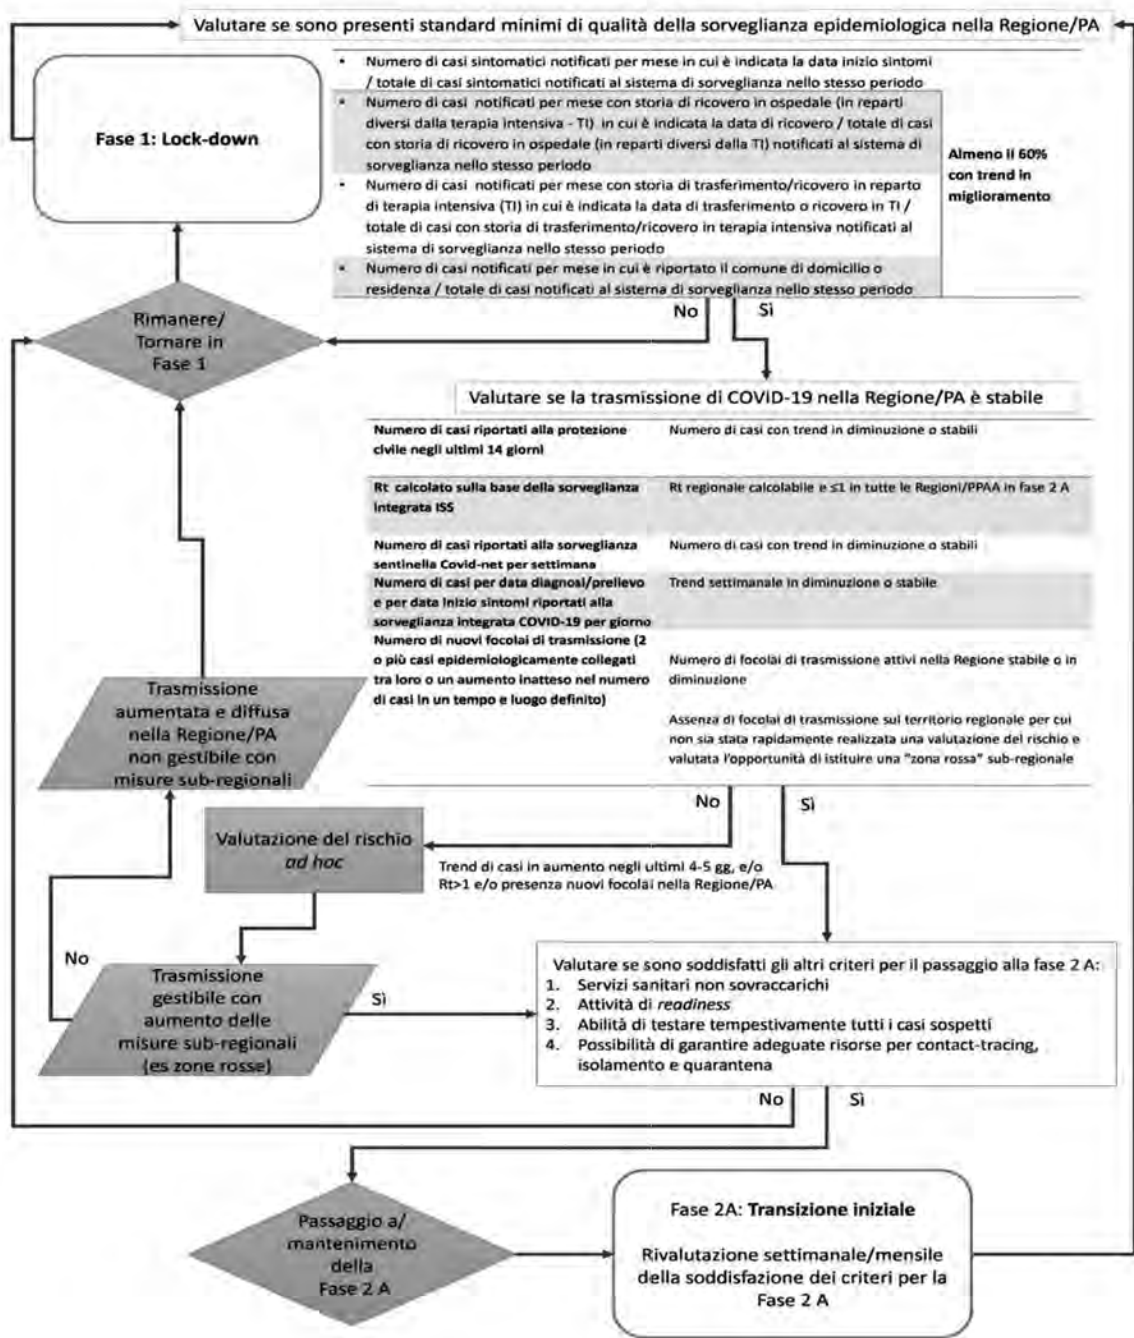 Valutare se sono presenti standard minimi di qualità della sorveglianza epidemiologica nella Regione/PA
Fase 1: Lock-down
• Numero di casi sintomatici notificati per mese in cui è indicata la data inizio sintomi
/ totale di casi sintomatici notificati al sistema di sorveglianza nello stesso periodo
• Numero di casi notificati per mese con storia di ricovero in ospedale (in reparti
diversi dalla terapia intensiva - TI) in cui è indicata la data di ricovero / totale di casi
con storia di ricovero in ospedale (in reparti diversi dalla TI) notificati al sistema di
sorveglianza nello stesso periodo
• Numero di casi notificati per mese con storia di trasferimento/ricovero in reparto
di terapia intensiva (TI) in cui è indicata la data di trasferimento o ricovero in TI /
totale di casi con storia di trasferimento/ricovero in terapia intensiva notificati al
sistema di sorveglianza nello stesso periodo
• Numero di casi notificati per mese in cui è riportato il comune di domicilio o
residenza / totale di casi notificati al sistema di sorveglianza nello stesso periodo
Almeno il 60%
con trend in
miglioramento
No
Sì
Rimanere/
Tornare in
Fase 1
Valutare se la trasmissione di COVID-19 nella Regione/PA è stabile
Numero di casi riportati alla protezione
civile negli ultimi 14 giorni
Numero di casi con trend in diminuzione o stabili
Rt calcolato sulla base della sorveglianza
integrata ISS
Rt regionale calcolabile e ≤1 in tutte le Regioni/PPAA in fase 2 A
Numero di casi riportati alla sorveglianza
sentinella Covid-net per settimana
Numero di casi con trend in diminuzione o stabili
Numero di casi per data diagnosi/prelievo
e per data inizio sintomi riportati alla
sorveglianza integrata COVID-19 per giorno
Trend settimanale in diminuzione o stabile
Numero di nuovi focolai di trasmissione (2
o più casi epidemiologicamente collegati
tra loro o un aumento inatteso nel numero
di casi in un tempo e luogo definito)
Numero di focolai di trasmissione attivi nella Regione stabile o in
diminuzione
Assenza di focolai di trasmissione sul territorio regionale per cui
non sia stata rapidamente realizzata una valutazione del rischio e
valutata l'opportunità di istituire una "zona rossa" sub-regionale
No
Sì
Trasmissione
aumentata e diffusa
nella Regione/PA
non gestibile con
misure sub-regionali
Valutazione del rischio
ad hoc
Trend di casi in aumento negli ultimi 4-5 gg, e/o
Rt>1 e/o presenza nuovi focolai nella Regione/PA
No
Trasmissione
gestibile con
aumento delle
misure sub-regionali
(es zone rosse)
Sì
Valutare se sono soddisfatti gli altri criteri per il passaggio alla fase 2 A:
1. Servizi sanitari non sovraccarichi
2. Attività di readiness
3. Abilità di testare tempestivamente tutti i casi sospetti
4. Possibilità di garantire adeguate risorse per contact-tracing,
isolamento e quarantena
No
Sì
Passaggio a/
mantenimento
della
Fase 2 A
Fase 2A: Transizione iniziale
Rivalutazione settimanale/mensile
della soddisfazione dei criteri per la
Fase 2 A